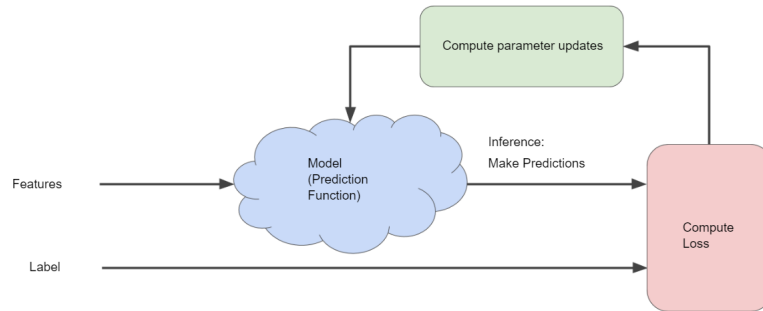 Compute parameter updates
Inference:
Make Predictions
Model
(Prediction
Function)
Features
Compute
Loss
Label